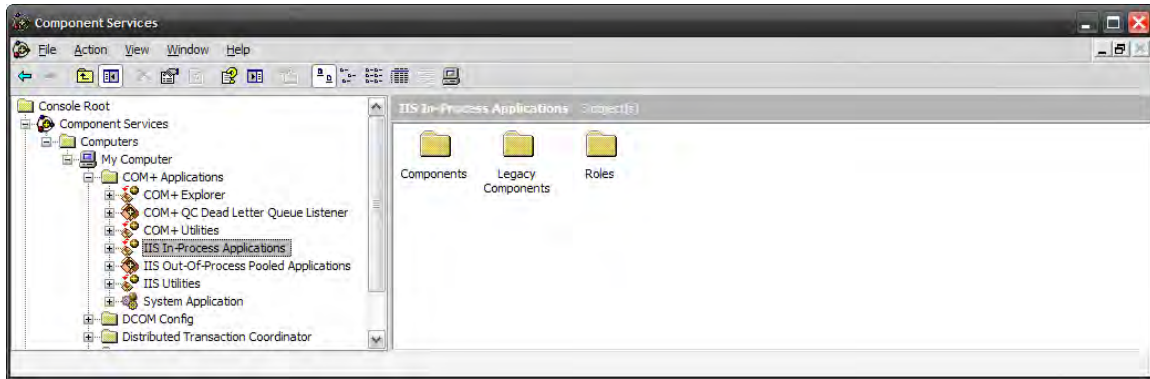 Component Services
File Action View Window Help
Console Root
Component Services
Computers
My Computer
COM+ Applications
COM+ Explorer
COM+ QC Dead Letter Queue Listener
COM+ Utilities
IIS In-Process Applications
IIS Out-Of-Process Pooled Applications
IIS Utilities
System Application
DCOM Config
Distributed Transaction Coordinator
IIS In-Process Applications 3 object(s)
Components
Legacy
Components
Roles